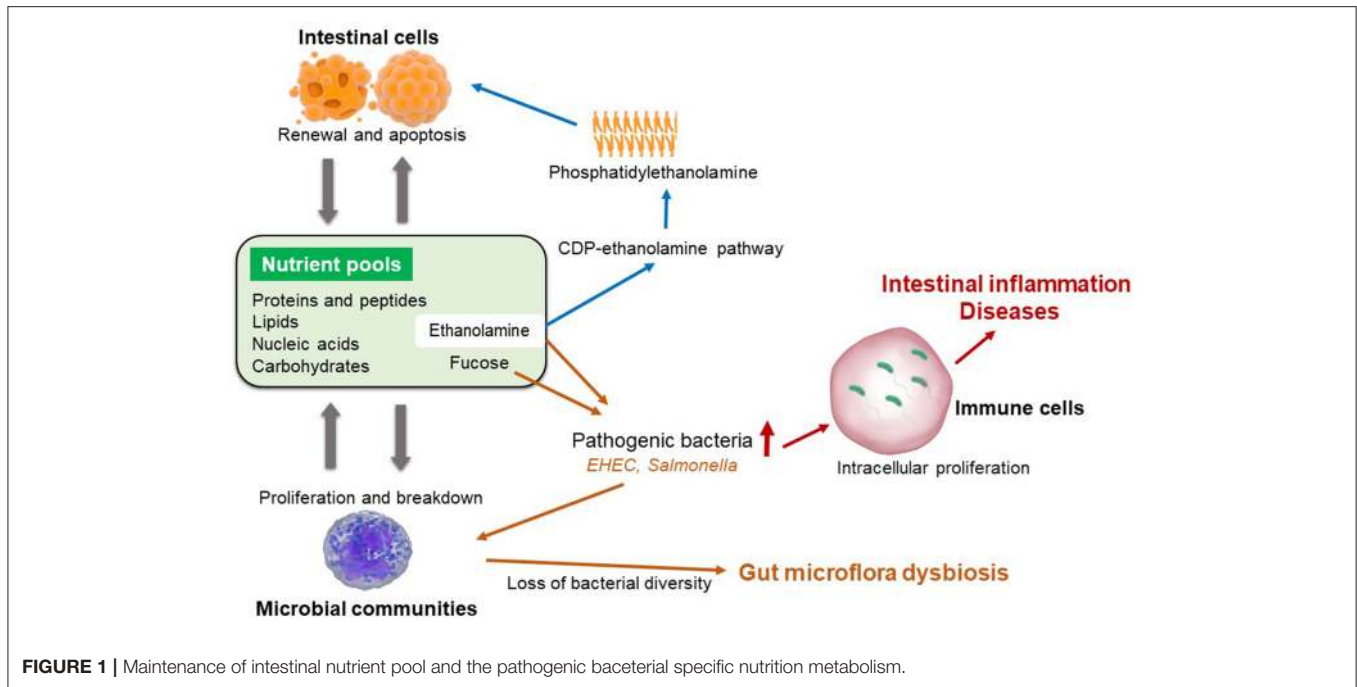 Intestinal cells
Renewal and apoptosis
Phosphatidylethanolamine
CDP-ethanolamine pathway
Nutrient pools
Proteins and peptides
Lipids
Nucleic acids
Carbohydrates
Ethanolamine
Fucose
Intestinal inflammation
Diseases
Immune cells
Intracellular proliferation
Pathogenic bacteria
EHEC, Salmonella
Proliferation and breakdown
Microbial communities
Loss of bacterial diversity
Gut microflora dysbiosis
FIGURE 1 | Maintenance of intestinal nutrient pool and the pathogenic baceterial specific nutrition metabolism.